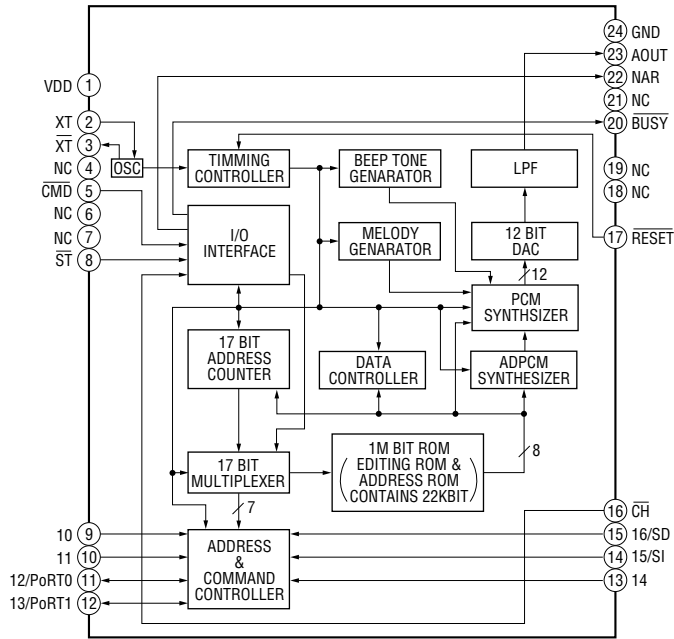 24 GND
23 AOUT
VDD 1
22 NAR
21 NC
XT 2
20 BUSY
XT 3
OSC
TIMMING
CONTROLLER
BEEP TONE
GENARATOR
LPF
NC 4
19 NC
CMD 5
18 NC
NC 6
I/O
INTERFACE
MELODY
GENARATOR
12 BIT
DAC
NC 7
17 RESET
ST 8
12
PCM
SYNTHSIZER
17 BIT
ADDRESS
COUNTER
DATA
CONTROLLER
ADPCM
SYNTHESIZER
17 BIT
MULTIPLEXER
1M BIT ROM
( EDITING ROM & )
ADDRESS ROM
CONTAINS 22KBIT
8
7
16 CH
10 9
ADDRESS
&
COMMAND
CONTROLLER
15 16/SD
11 10
14 15/SI
12/PoRT0 11
13 14
13/PoRT1 12